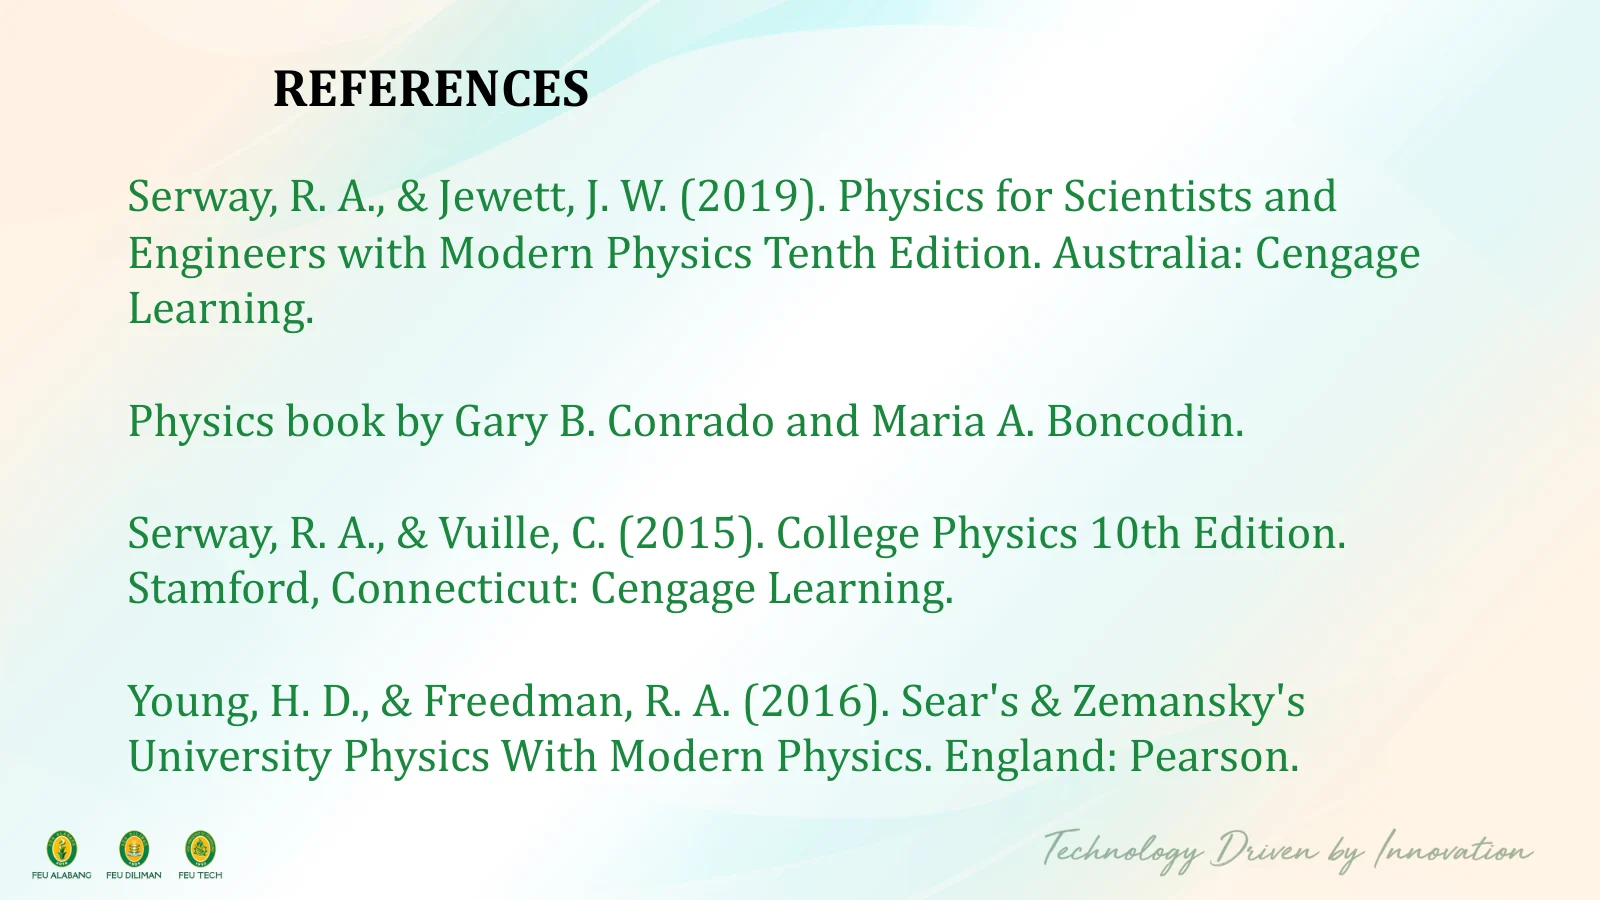 REFERENCES
Serway, R. A., & Jewett, J. W. (2019). Physics for Scientists and
Engineers with Modern Physics Tenth Edition. Australia: Cengage
Learning.
Physics book by Gary B. Conrado and Maria A. Boncodin.
Serway, R. A., & Vuille, C. (2015). College Physics 10th Edition.
Stamford, Connecticut: Cengage Learning.
Young, H. D., & Freedman, R. A. (2016). Sear's & Zemansky's
University Physics With Modern Physics. England: Pearson.
FEU ALABANG FEU DILIMAN FEU TECH
Technology Driven by Innovation